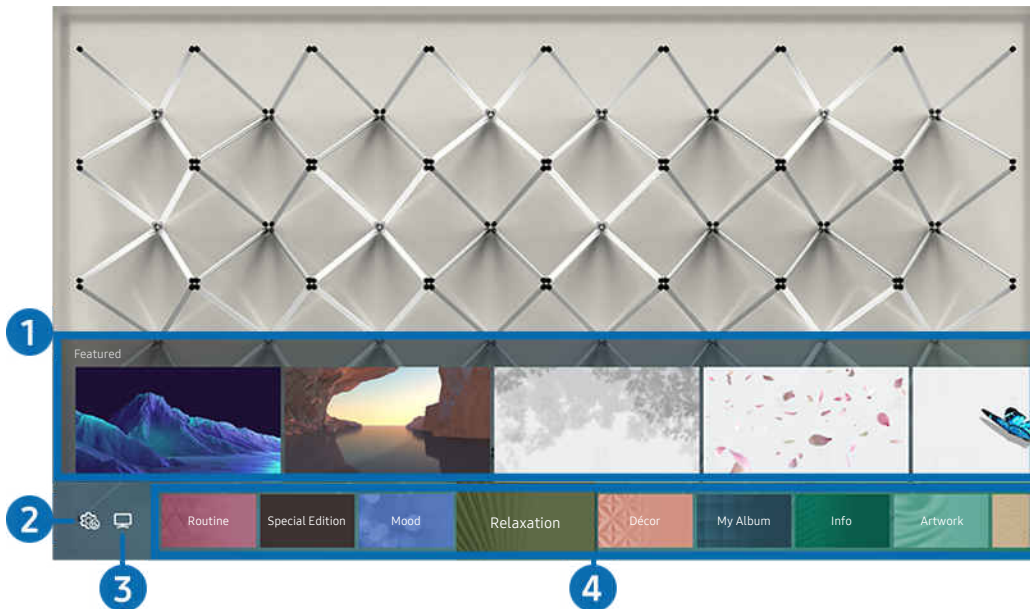 1
Featured
2
Routine
Special Edition
Mood
Relaxation
Décor
My Album
Info
Artwork
3
4